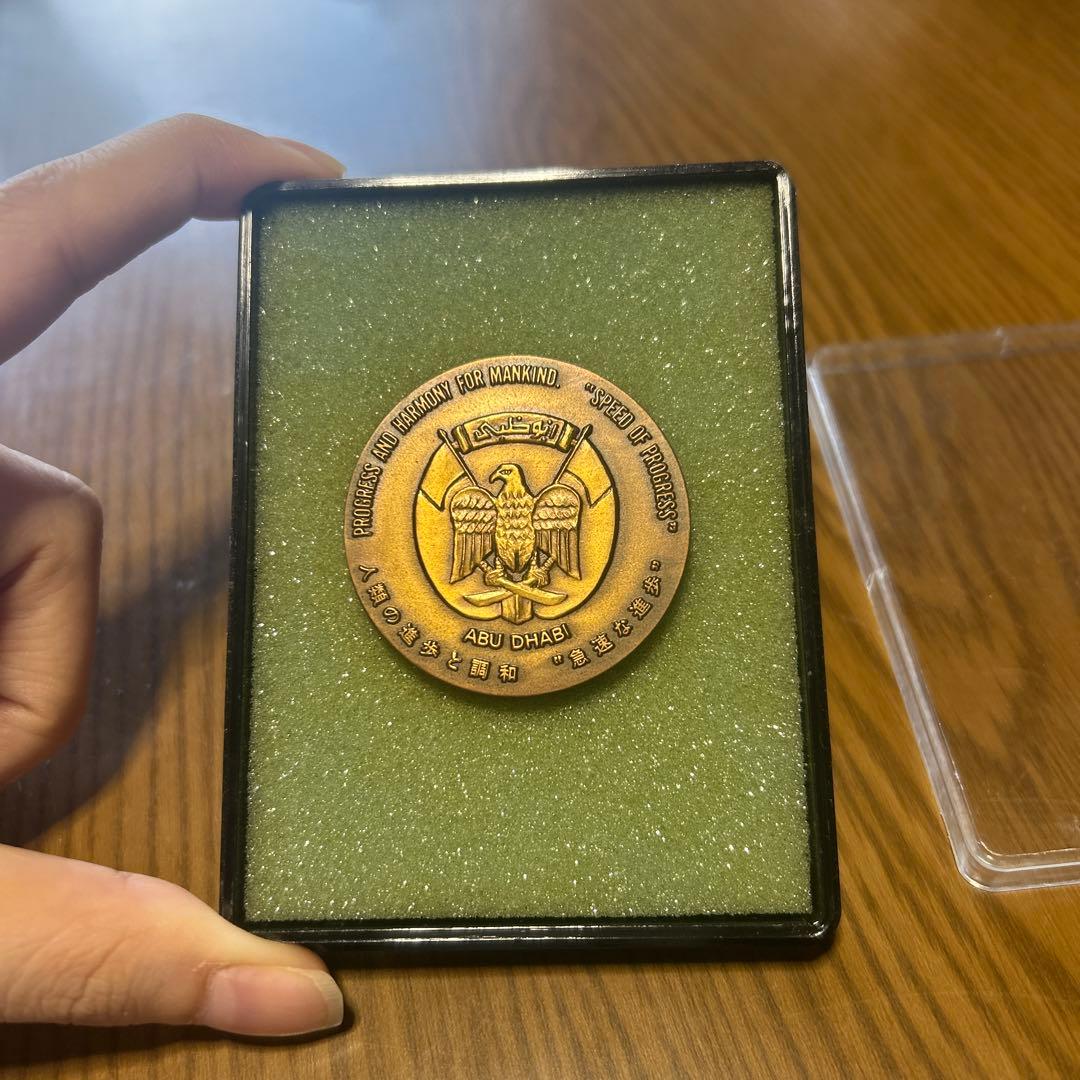 PROGRESS AND HARMONY FOR MANKIND. "SPEED OF PROGRESS"
ابوظبي
ABU DHABI
人類の進歩と調和 "急速な進歩"